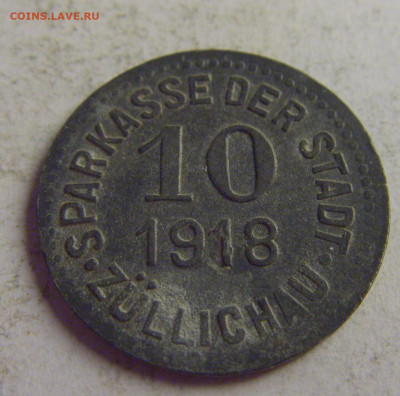 COINS.LAVE.RU
·SPARKASSE DER STADT·
10
1918
ZÜLLICHAU